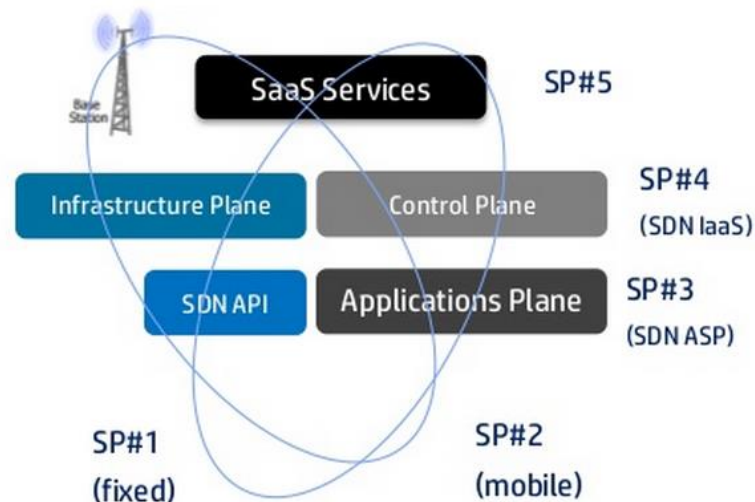 Base
Station
SaaS Services
SP#5
Infrastructure Plane
Control Plane
SP#4
(SDN IaaS)
SDN API
Applications Plane
SP#3
(SDN ASP)
SP#1
(fixed)
SP#2
(mobile)